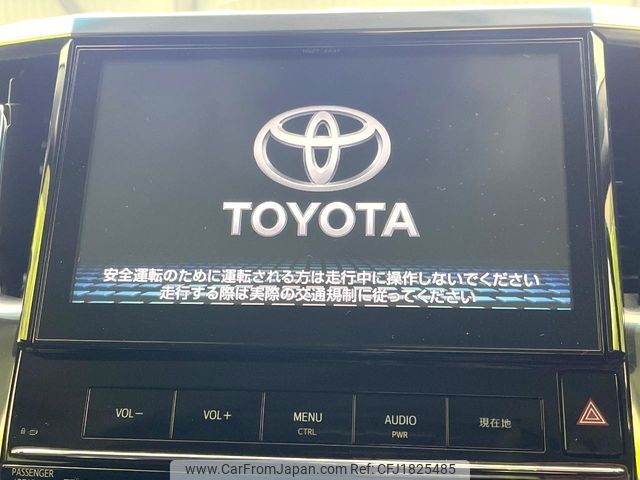 TOYOTA
安全運転のために運転される方は走行中に操作しないでください
走行する際は実際の交通規制に従ってください
VOL− VOL+ MENU AUDIO 現在地
CTRL PWR
PASSENGER
www.CarFromJapan.com Photo ID: CFJ1825485